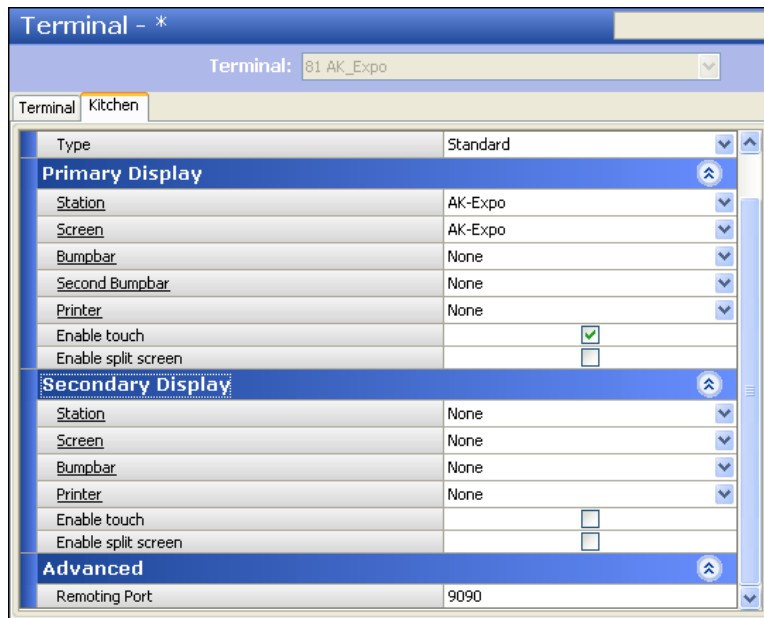 Terminal - *
Terminal: 81 AK_Expo
Terminal Kitchen
Type Standard
Primary Display
Station AK-Expo
Screen AK-Expo
Bumpbar None
Second Bumpbar None
Printer None
Enable touch
Enable split screen
Secondary Display
Station None
Screen None
Bumpbar None
Printer None
Enable touch
Enable split screen
Advanced
Remoting Port 9090